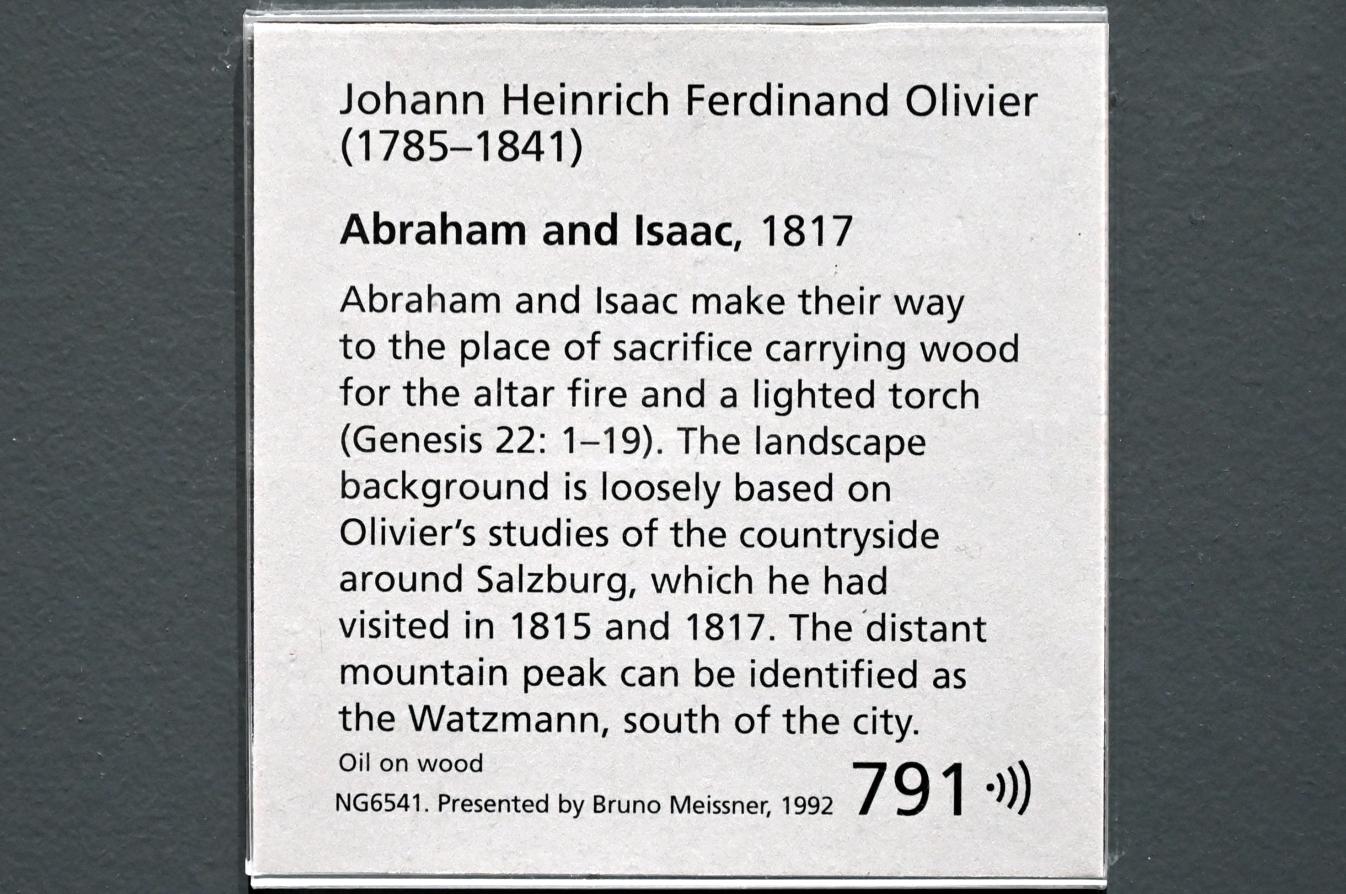 Johann Heinrich Ferdinand Olivier
(1785–1841)
Abraham and Isaac, 1817
Abraham and Isaac make their way
to the place of sacrifice carrying wood
for the altar fire and a lighted torch
(Genesis 22: 1–19). The landscape
background is loosely based on
Olivier’s studies of the countryside
around Salzburg, which he had
visited in 1815 and 1817. The distant
mountain peak can be identified as
the Watzmann, south of the city.
Oil on wood
NG6541. Presented by Bruno Meissner, 1992
791